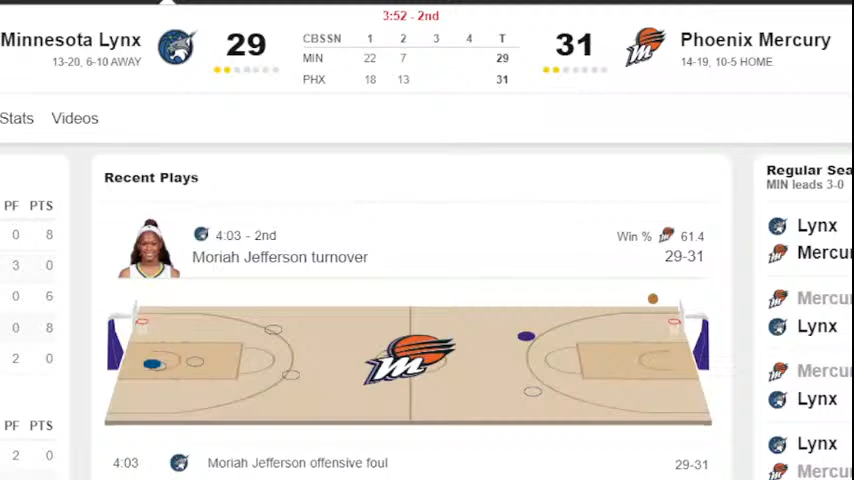 3:52 - 2nd
Minnesota Lynx
13-20, 6-10 AWAY
29
CBSSN 1 2 3 4 T
MIN 22 7 29
PHX 18 13 31
31
Phoenix Mercury
14-19, 10-5 HOME
Stats Videos
PF PTS
0 8
3 0
0 6
0 8
2 0
PF PTS
2 0
Recent Plays
4:03 - 2nd
Moriah Jefferson turnover
Win % 61.4
29-31
4:03 Moriah Jefferson offensive foul 29-31
Regular Sea
MIN leads 3-0
Lynx
Mercu
Mercu
Lynx
Mercu
Lynx
Lynx
Mercu